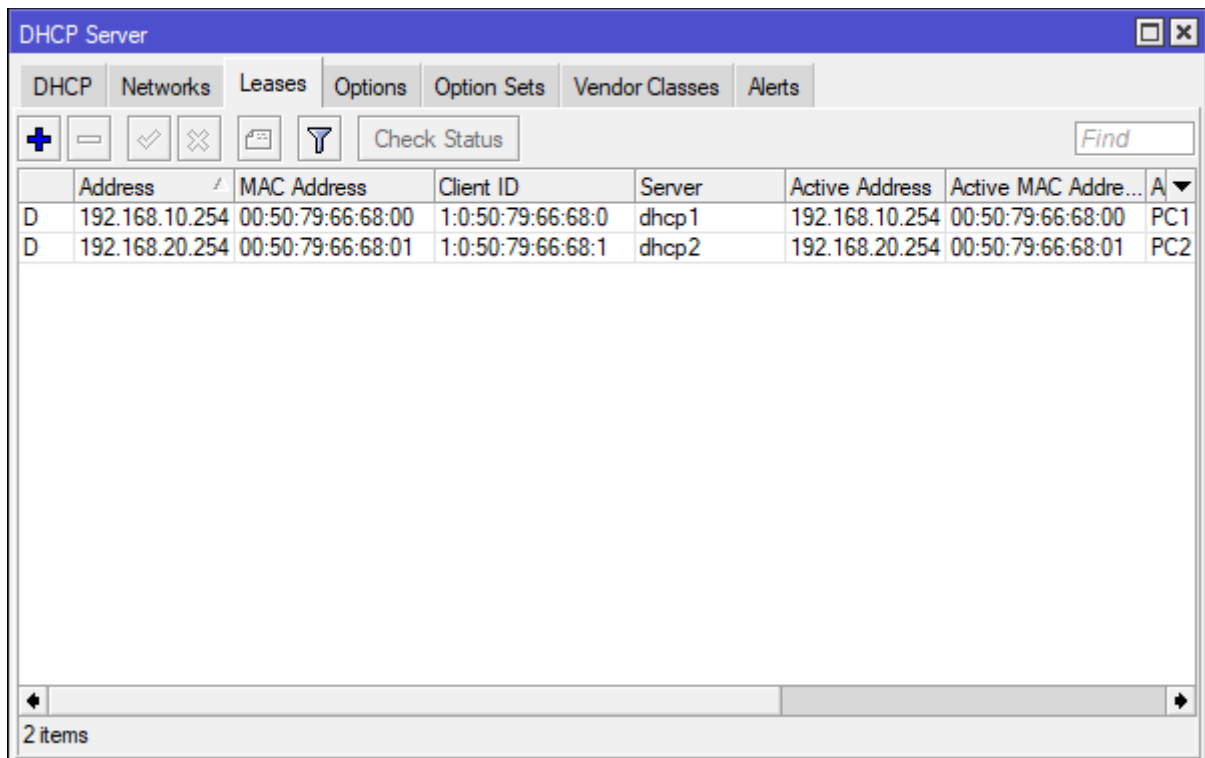 DHCP Server
DHCP Networks Leases Options Option Sets Vendor Classes Alerts
Check Status Find
Address MAC Address Client ID Server Active Address Active MAC Addre... A
D 192.168.10.254 00:50:79:66:68:00 1:0:50:79:66:68:0 dhcp1 192.168.10.254 00:50:79:66:68:00 PC1
D 192.168.20.254 00:50:79:66:68:01 1:0:50:79:66:68:1 dhcp2 192.168.20.254 00:50:79:66:68:01 PC2
2 items